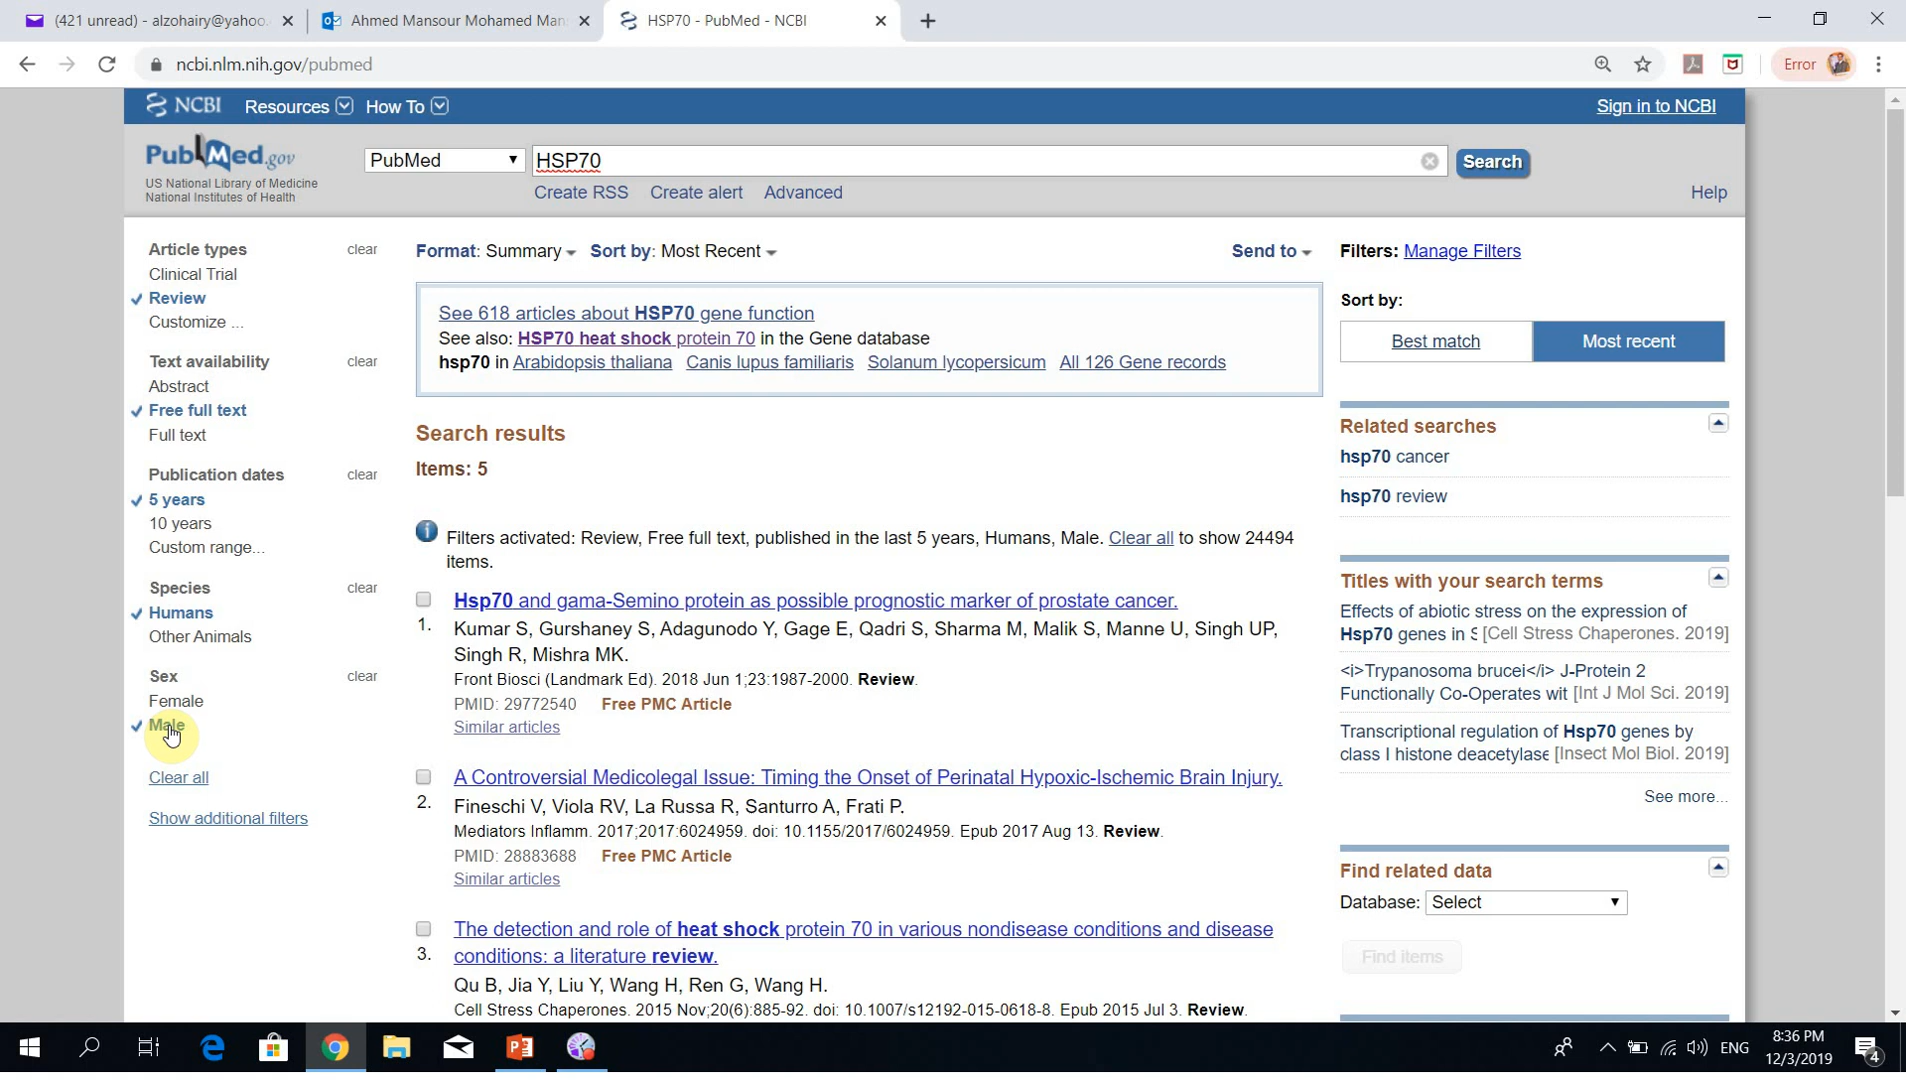 (421 unread) - alzohairy@yahoo.
Ahmed Mansour Mohamed Man
HSP70 - PubMed - NCBI
ncbi.nlm.nih.gov/pubmed
Error
NCBI Resources How To
Sign in to NCBI
PubMed.gov
US National Library of Medicine
National Institutes of Health
PubMed
HSP70
Search
Create RSS Create alert Advanced
Help
Article types clear
Clinical Trial
Review
Customize ...
Text availability clear
Abstract
Free full text
Full text
Publication dates clear
5 years
10 years
Custom range...
Species clear
Humans
Other Animals
Sex clear
Female
Male
Clear all
Show additional filters
Format: Summary Sort by: Most Recent
Send to
See 618 articles about HSP70 gene function
See also: HSP70 heat shock protein 70 in the Gene database
hsp70 in Arabidopsis thaliana Canis lupus familiaris Solanum lycopersicum All 126 Gene records
Search results
Items: 5
Filters activated: Review, Free full text, published in the last 5 years, Humans, Male. Clear all to show 24494
items.
Hsp70 and gama-Semino protein as possible prognostic marker of prostate cancer.
1.
Kumar S, Gurshaney S, Adagunodo Y, Gage E, Qadri S, Sharma M, Malik S, Manne U, Singh UP,
Singh R, Mishra MK.
Front Biosci (Landmark Ed). 2018 Jun 1;23:1987-2000. Review.
PMID: 29772540 Free PMC Article
Similar articles
A Controversial Medicolegal Issue: Timing the Onset of Perinatal Hypoxic-Ischemic Brain Injury.
2.
Fineschi V, Viola RV, La Russa R, Santurro A, Frati P.
Mediators Inflamm. 2017;2017:6024959. doi: 10.1155/2017/6024959. Epub 2017 Aug 13. Review.
PMID: 28883688 Free PMC Article
Similar articles
The detection and role of heat shock protein 70 in various nondisease conditions and disease
conditions: a literature review.
3.
Qu B, Jia Y, Liu Y, Wang H, Ren G, Wang H.
Cell Stress Chaperones. 2015 Nov;20(6):885-92. doi: 10.1007/s12192-015-0618-8. Epub 2015 Jul 3. Review.
Filters: Manage Filters
Sort by:
Best match Most recent
Related searches
hsp70 cancer
hsp70 review
Titles with your search terms
Effects of abiotic stress on the expression of
Hsp70 genes in S [Cell Stress Chaperones. 2019]
<i>Trypanosoma brucei</i> J-Protein 2
Functionally Co-Operates wit [Int J Mol Sci. 2019]
Transcriptional regulation of Hsp70 genes by
class I histone deacetylase [Insect Mol Biol. 2019]
See more...
Find related data
Database: Select
Find items
ENG
8:36 PM
12/3/2019
4